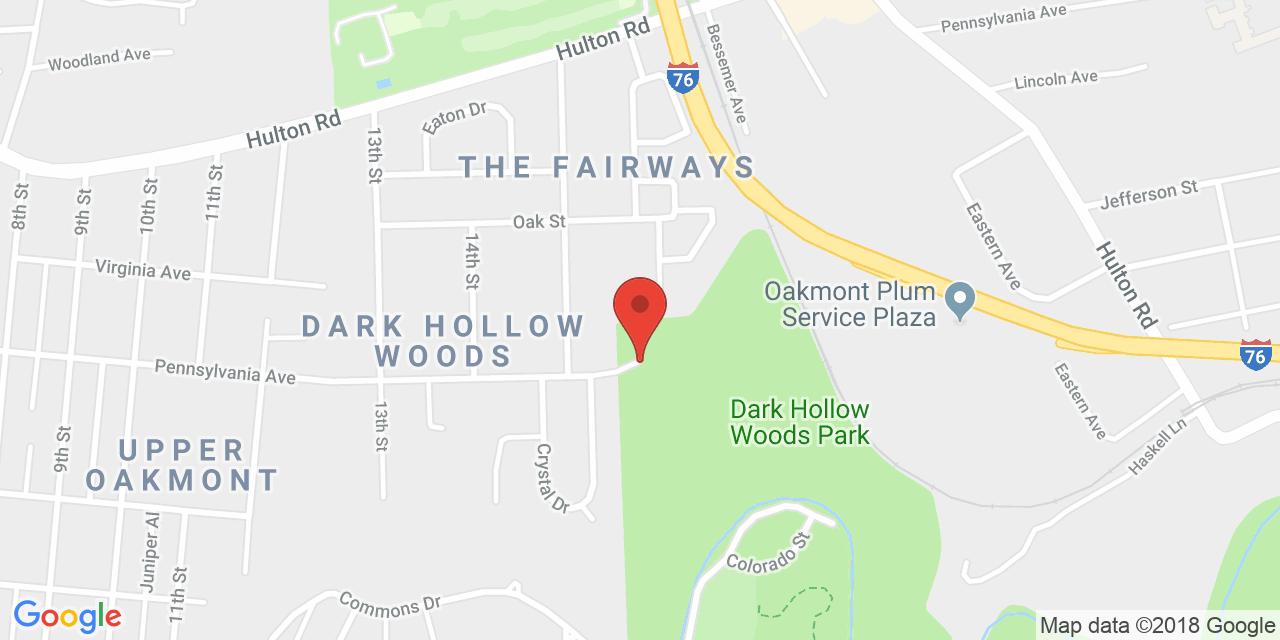 Pennsylvania Ave
Woodland Ave
Hulton Rd
76
Bessemer Ave
Lincoln Ave
Eaton Dr
Hulton Rd
13th St
THE FAIRWAYS
8th St
9th St
10th St
11th St
Jefferson St
Oak St
14th St
Eastern Ave
Virginia Ave
Hulton Rd
Oakmont Plum
Service Plaza
DARK HOLLOW
WOODS
76
Pennsylvania Ave
13th St
Eastern Ave
Dark Hollow
Woods Park
9th St
UPPER
OAKMONT
Crystal Dr
Haskell Ln
Juniper Al
11th St
Colorado St
Commons Dr
Google
Map data ©2018 Google